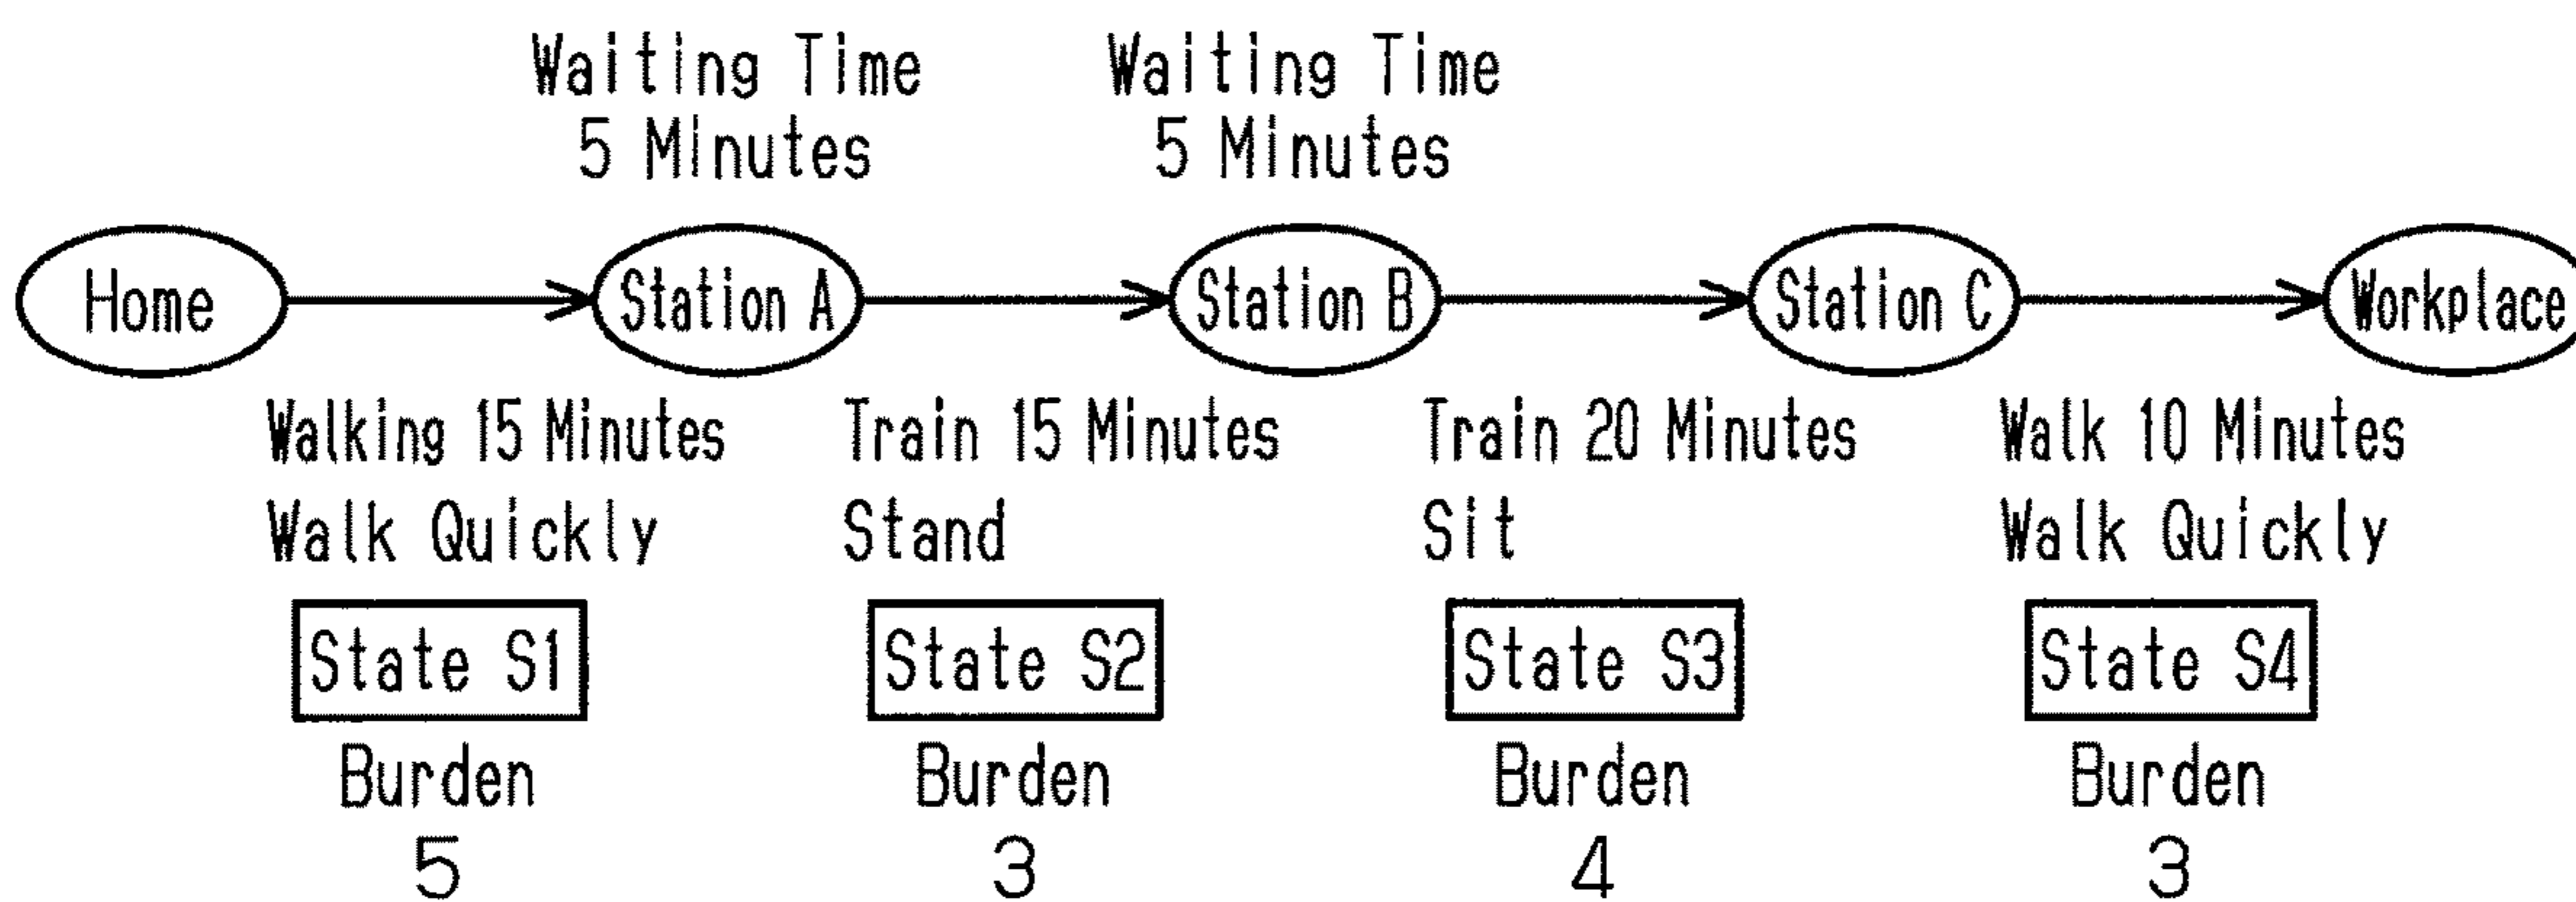 Waiting Time
5 Minutes
Waiting Time
5 Minutes
Home
Station A
Station B
Station C
Workplace
Walking 15 Minutes
Walk Quickly
Train 15 Minutes
Stand
Train 20 Minutes
Sit
Walk 10 Minutes
Walk Quickly
State S1
State S2
State S3
State S4
Burden
5
Burden
3
Burden
4
Burden
3